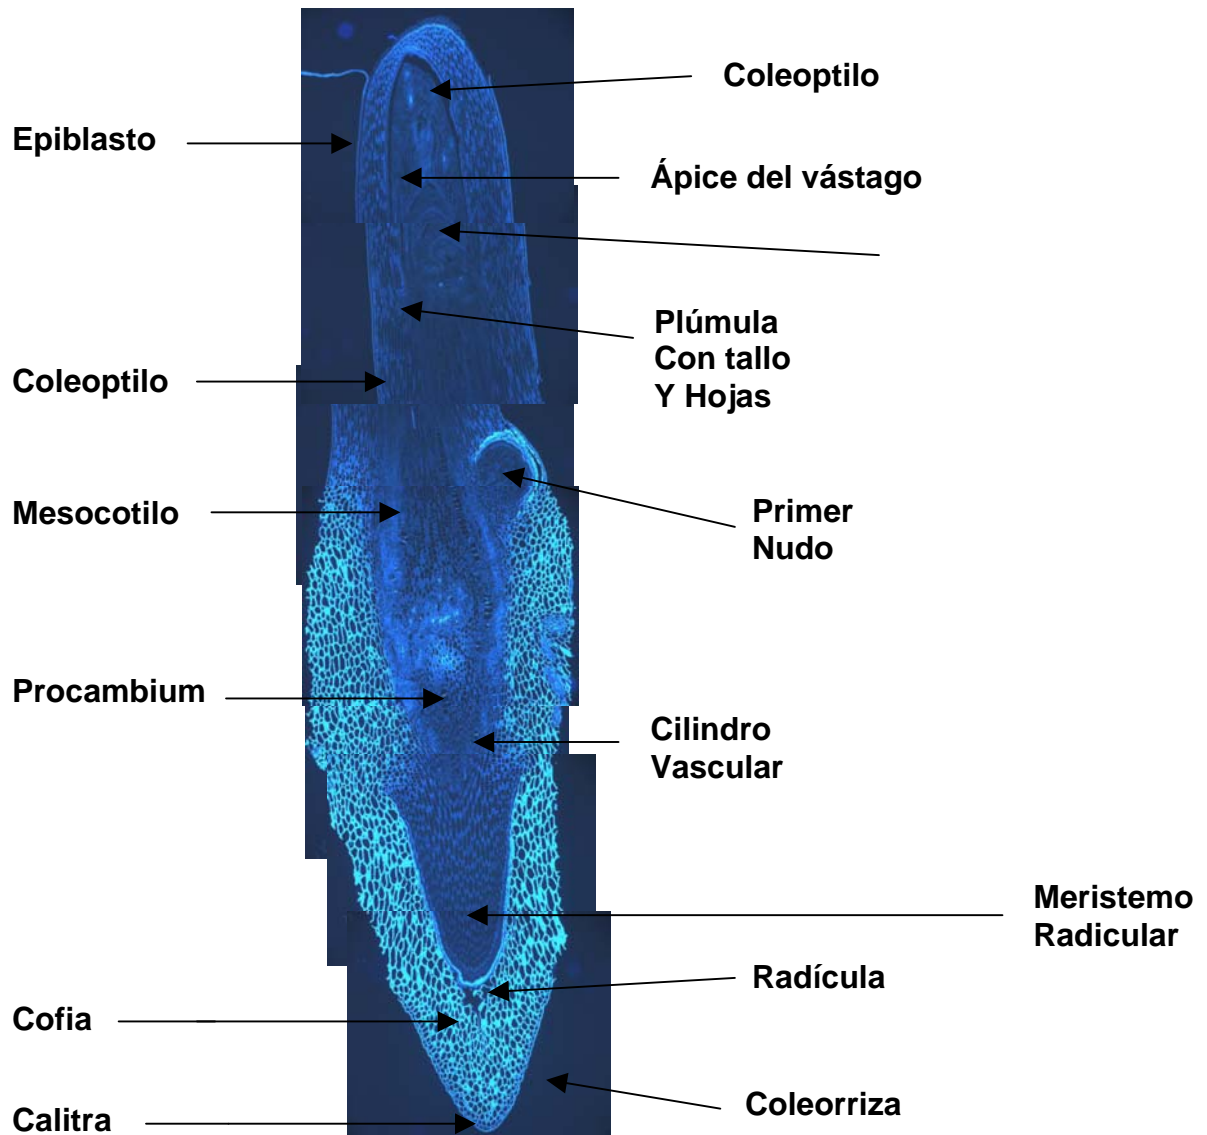 Coleoptilo
Epiblasto
Ápice del vástago
Plúmula
Con tallo
Y Hojas
Coleoptilo
Mesocotilo
Primer
Nudo
Procambium
Cilindro
Vascular
Meristemo
Radicular
Radícula
Cofia
Coleorriza
Calitra